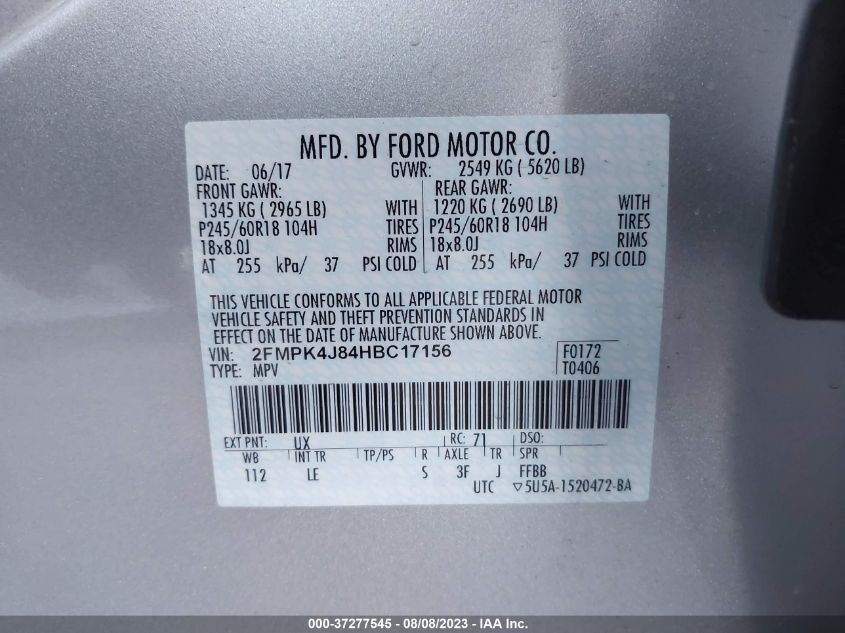 MFD. BY FORD MOTOR CO.
DATE: 06/17 GVWR: 2549 KG ( 5620 LB)
FRONT GAWR: REAR GAWR:
1345 KG ( 2965 LB) WITH 1220 KG ( 2690 LB) WITH
P245/60R18 104H TIRES P245/60R18 104H TIRES
18x8.0J RIMS 18x8.0J RIMS
AT 255 kPa/ 37 PSI COLD AT 255 kPa/ 37 PSI COLD
THIS VEHICLE CONFORMS TO ALL APPLICABLE FEDERAL MOTOR
VEHICLE SAFETY AND THEFT PREVENTION STANDARDS IN
EFFECT ON THE DATE OF MANUFACTURE SHOWN ABOVE.
VIN: 2FMPK4J84HBC17156 F0172
TYPE: MPV T0406
EXT PNT: UX RC: 71 DSO:
WB INT TR TP/PS R AXLE TR SPR
112 LE S 3F J FFBB
UTC ▽5U5A-1520472-BA
000-37277545 - 08/08/2023 - IAA Inc.